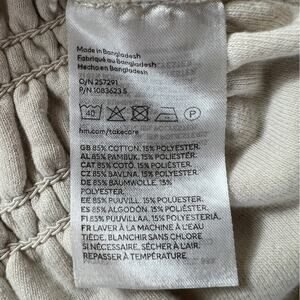 Made in Bangladesh
Fabriqué au Bangladesh
Hecho en Bangladesh
O/N 257291
P/N 1083623.5
40
P
hm.com/takecare
GB 85% COTTON. 15% POLYESTER.
AL 85% PAMBUK. 15% POLIESTËR.
CAT 85% COTÓ. 15% POLIÈSTER.
CZ 85% BAVLNA. 15% POLYESTER.
DE 85% BAUMWOLLE. 15%
POLYESTER.
EE 85% PUUVILL. 15% POLÜESTER.
ES 85% ALGODÓN. 15% POLIÉSTER.
FI 85% PUUVILLAA. 15% POLYESTERIÄ.
FR LAVER À LA MACHINE À L'EAU
TIÈDE, BLANCHIR SANS CHLORE
SI NÉCESSAIRE, SÉCHER À L'AIR.
REPASSER À TEMPÉRATURE